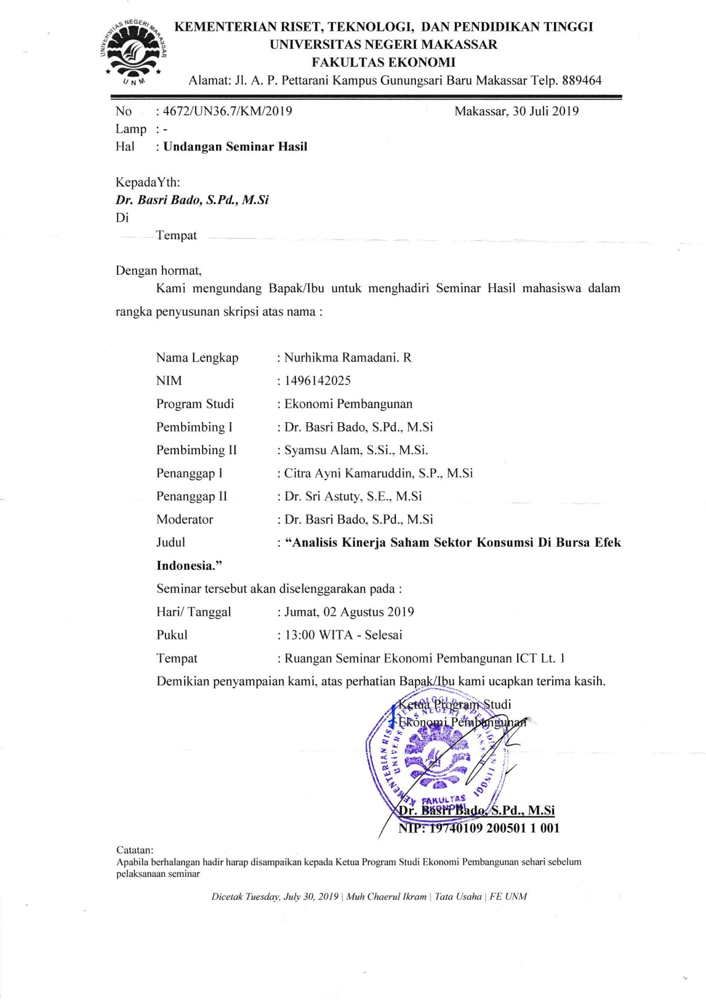 UNIVERSITAS NEGERI MAKASSAR
UNM
KEMENTERIAN RISET, TEKNOLOGI, DAN PENDIDIKAN TINGGI
UNIVERSITAS NEGERI MAKASSAR
FAKULTAS EKONOMI
Alamat: Jl. A. P. Pettarani Kampus Gunungsari Baru Makassar Telp. 889464
No : 4672/UN36.7/KM/2019 Makassar, 30 Juli 2019
Lamp : -
Hal : Undangan Seminar Hasil
KepadaYth:
Dr. Basri Bado, S.Pd., M.Si
Di
Tempat
Dengan hormat,
Kami mengundang Bapak/Ibu untuk menghadiri Seminar Hasil mahasiswa dalam
rangka penyusunan skripsi atas nama :
Nama Lengkap : Nurhikma Ramadani. R
NIM : 1496142025
Program Studi : Ekonomi Pembangunan
Pembimbing I : Dr. Basri Bado, S.Pd., M.Si
Pembimbing II : Syamsu Alam, S.Si., M.Si.
Penanggap I : Citra Ayni Kamaruddin, S.P., M.Si
Penanggap II : Dr. Sri Astuty, S.E., M.Si
Moderator : Dr. Basri Bado, S.Pd., M.Si
Judul : “Analisis Kinerja Saham Sektor Konsumsi Di Bursa Efek
Indonesia.”
Seminar tersebut akan diselenggarakan pada :
Hari/ Tanggal : Jumat, 02 Agustus 2019
Pukul : 13:00 WITA - Selesai
Tempat : Ruangan Seminar Ekonomi Pembangunan ICT Lt. 1
Demikian penyampaian kami, atas perhatian Bapak/Ibu kami ucapkan terima kasih.
Ketua Program Studi
Ekonomi Pembangunan
KEMENTERIAN RISET TEKNOLOGI DAN PENDIDIKAN TINGGI
UNIVERSITAS NEGERI MAKASSAR
FAKULTAS
EKONOMI
Dr. Basri Bado, S.Pd., M.Si
NIP: 19740109 200501 1 001
Catatan:
Apabila berhalangan hadir harap disampaikan kepada Ketua Program Studi Ekonomi Pembangunan sehari sebelum
pelaksanaan seminar
Dicetak Tuesday, July 30, 2019 | Muh Chaerul Ikram | Tata Usaha | FE UNM